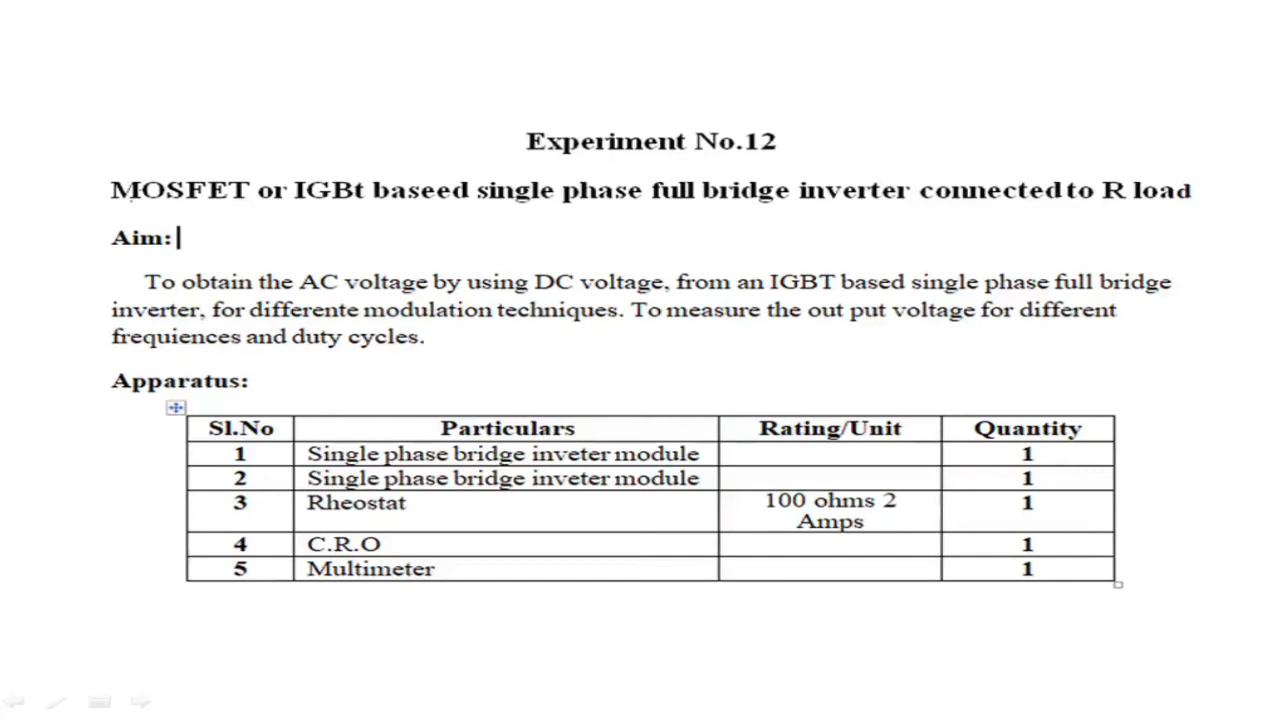 Experiment No.12
MOSFET or IGBt baseed single phase full bridge inverter connected to R load
Aim:
To obtain the AC voltage by using DC voltage, from an IGBT based single phase full bridge
inverter, for differente modulation techniques. To measure the out put voltage for different
frequiences and duty cycles.
Apparatus:
Sl.No Particulars Rating/Unit Quantity
1 Single phase bridge inveter module 1
2 Single phase bridge inveter module 1
3 Rheostat 100 ohms 2 1
Amps
4 C.R.O 1
5 Multimeter 1